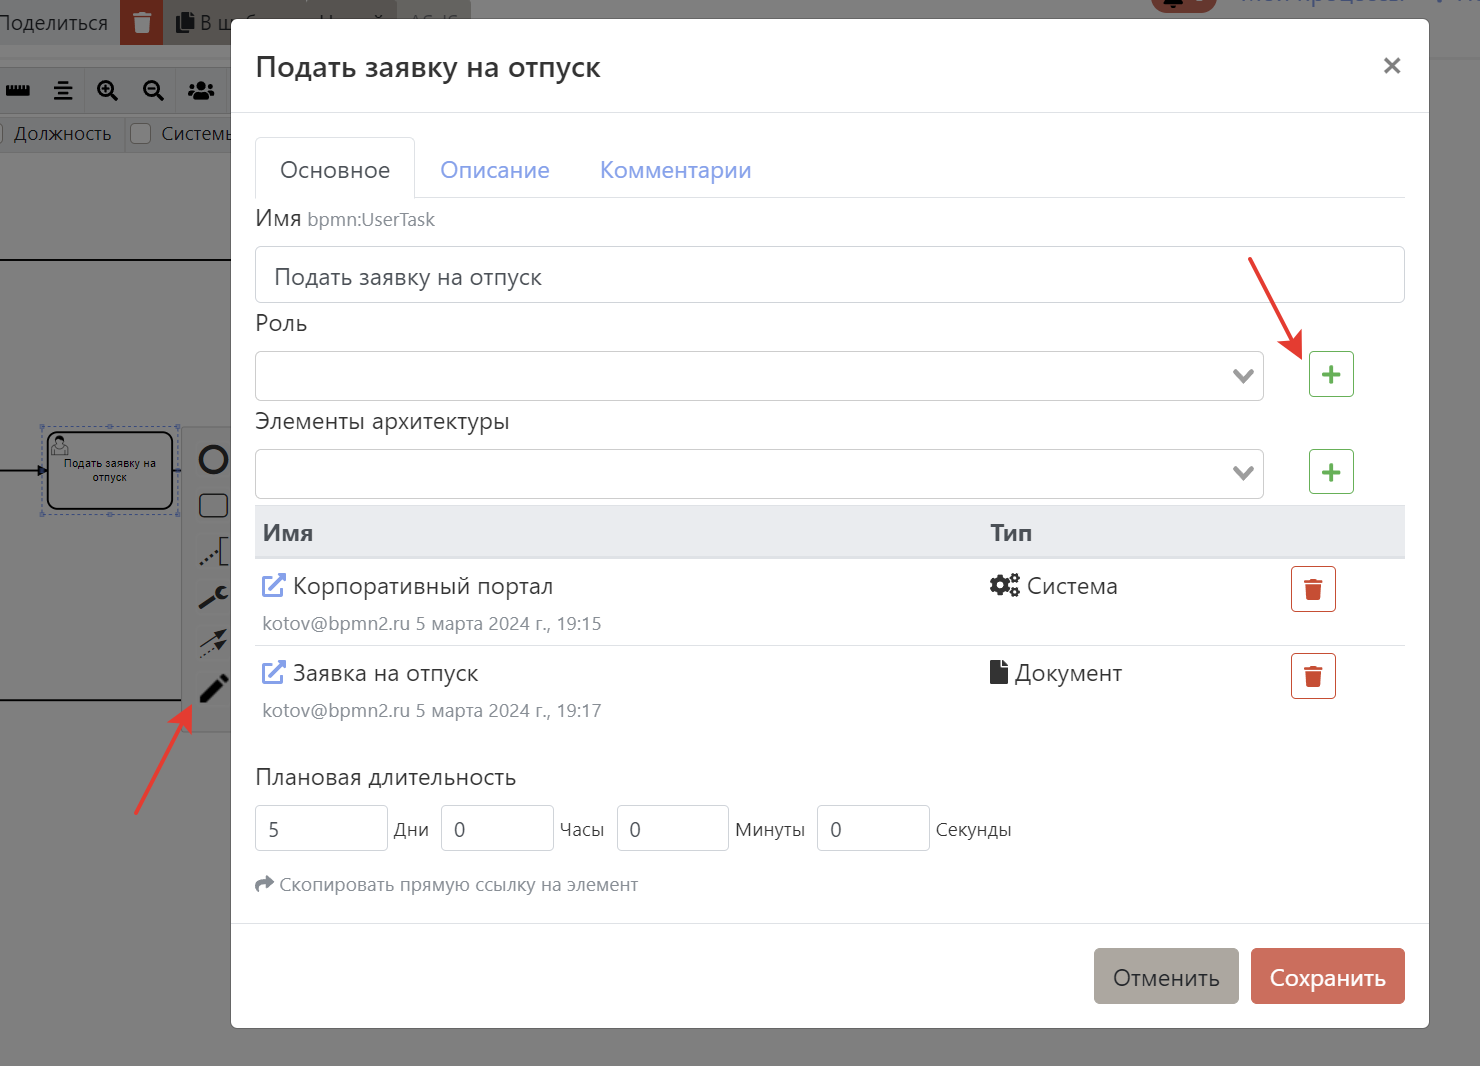 Поделиться
В
Подать заявку на отпуск
×
Должность
Системы
Основное
Описание
Комментарии
Имя bpmn:UserTask
Подать заявку на отпуск
Роль
Элементы архитектуры
Подать заявку на
отпуск
Имя Тип
Корпоративный портал Система
kotov@bpmn2.ru 5 марта 2024 г., 19:15
Заявка на отпуск Документ
kotov@bpmn2.ru 5 марта 2024 г., 19:17
Плановая длительность
5 Дни 0 Часы 0 Минуты 0 Секунды
Скопировать прямую ссылку на элемент
Отменить Сохранить